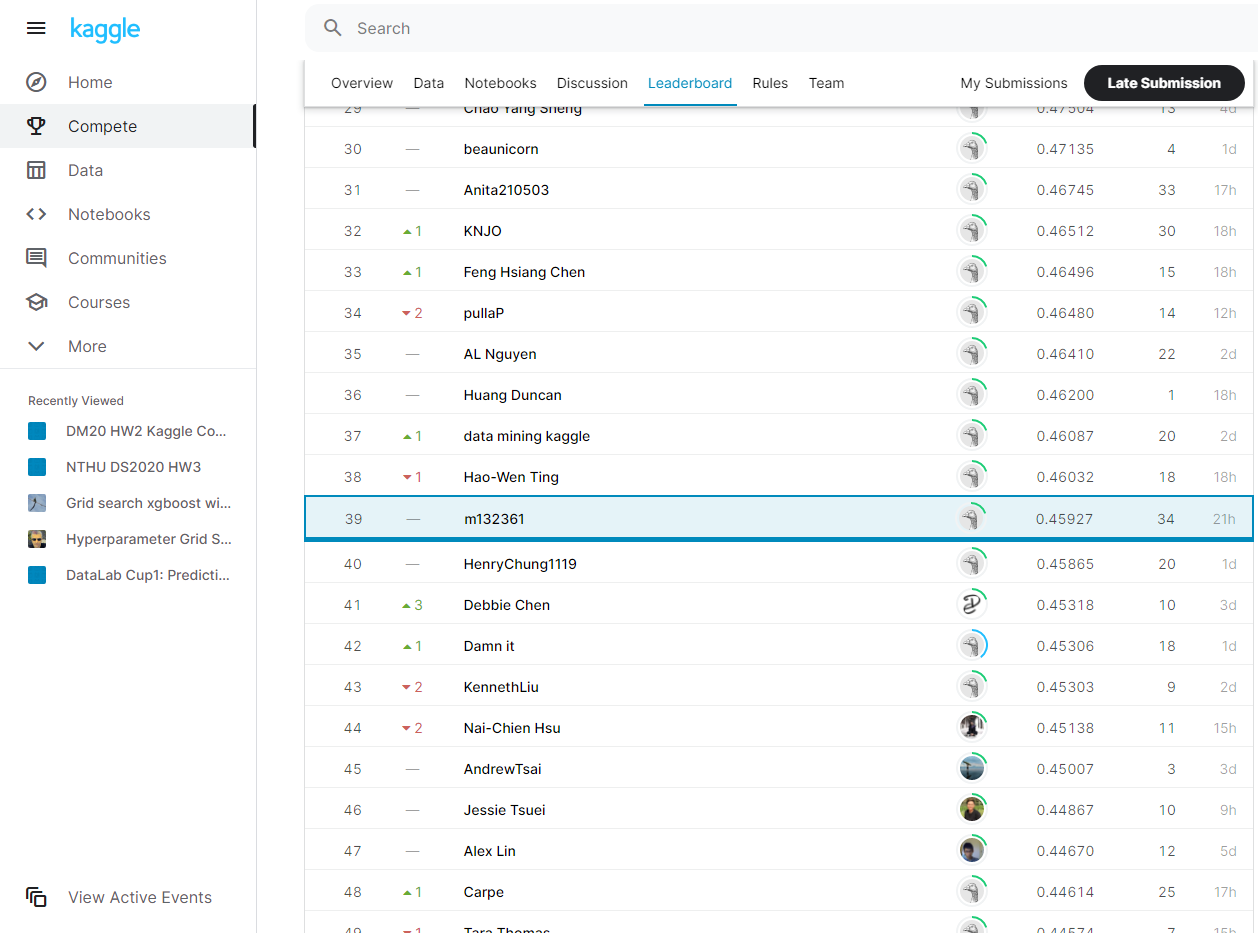 kaggle
Search
Home
Compete
Data
Notebooks
Communities
Courses
More
Recently Viewed
DM20 HW2 Kaggle Co...
NTHU DS2020 HW3
Grid search xgboost wi...
Hyperparameter Grid S...
DataLab Cup1: Predicti...
View Active Events
Overview Data Notebooks Discussion Leaderboard Rules Team My Submissions Late Submission
29 — Chao Yang Sheng 0.47504 13 4d
30 — beaunicorn 0.47135 4 1d
31 — Anita210503 0.46745 33 17h
32 1 KNJO 0.46512 30 18h
33 1 Feng Hsiang Chen 0.46496 15 18h
34 2 pullaP 0.46480 14 12h
35 — AL Nguyen 0.46410 22 2d
36 — Huang Duncan 0.46200 1 18h
37 1 data mining kaggle 0.46087 20 2d
38 1 Hao-Wen Ting 0.46032 18 18h
39 — m132361 0.45927 34 21h
40 — HenryChung1119 0.45865 20 1d
41 3 Debbie Chen 0.45318 10 3d
42 1 Damn it 0.45306 18 1d
43 2 KennethLiu 0.45303 9 2d
44 2 Nai-Chien Hsu 0.45138 11 15h
45 — AndrewTsai 0.45007 3 3d
46 — Jessie Tsuei 0.44867 10 9h
47 — Alex Lin 0.44670 12 5d
48 1 Carpe 0.44614 25 17h
49 1 Tara Thomas 0.44574 7 15h